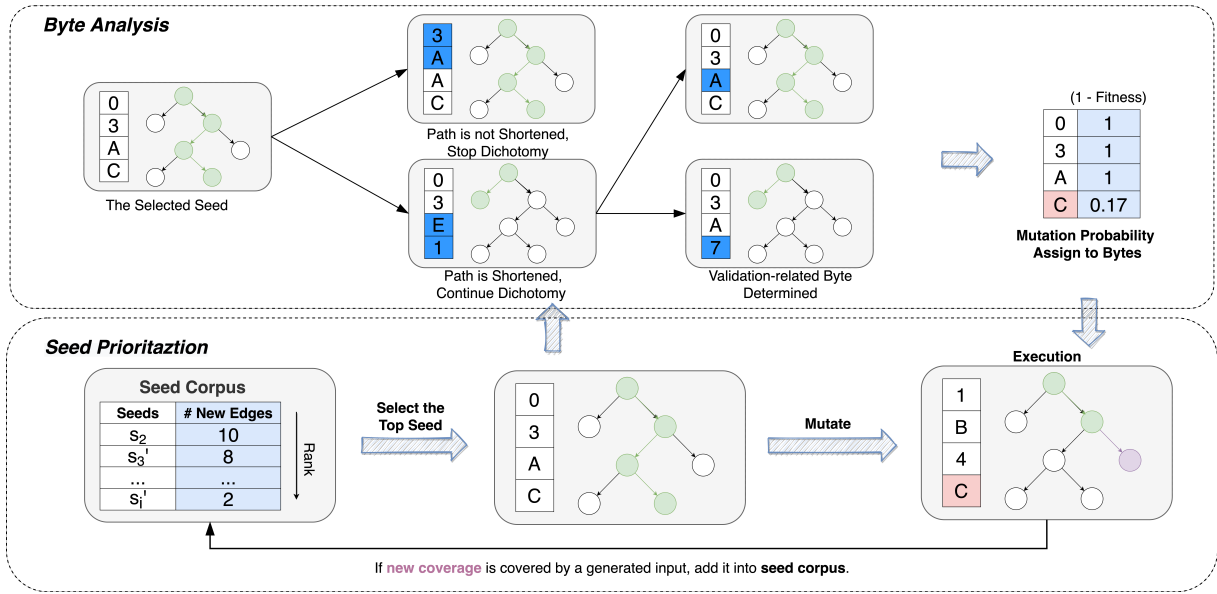 Byte Analysis
0
3
A
C
The Selected Seed
3
A
A
C
Path is not Shortened,
Stop Dichotomy
0
3
E
1
Path is Shortened,
Continue Dichotomy
0
3
A
C
0
3
A
7
Validation-related Byte
Determined
(1 - Fitness)
0 1
3 1
A 1
C 0.17
Mutation Probability
Assign to Bytes
Seed Prioritaztion
Seed Corpus
Seeds # New Edges
s2 10
s3' 8
... ...
si' 2
Rank
Select the
Top Seed
0
3
A
C
Mutate
Execution
1
B
4
C
If new coverage is covered by a generated input, add it into seed corpus.